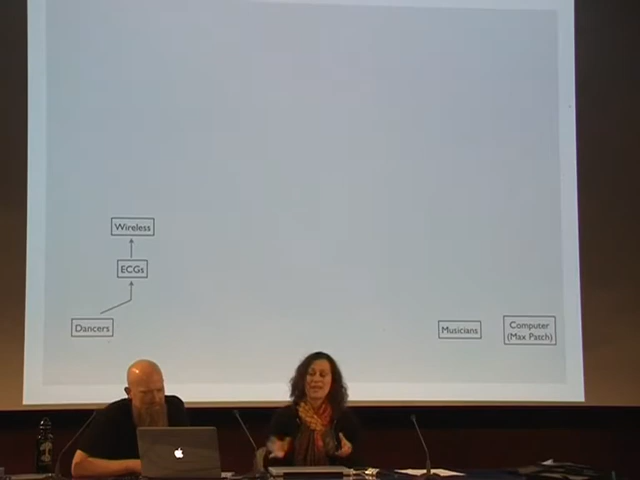 Wireless
ECGs
Dancers
Musicians
Computer
(Max Patch)